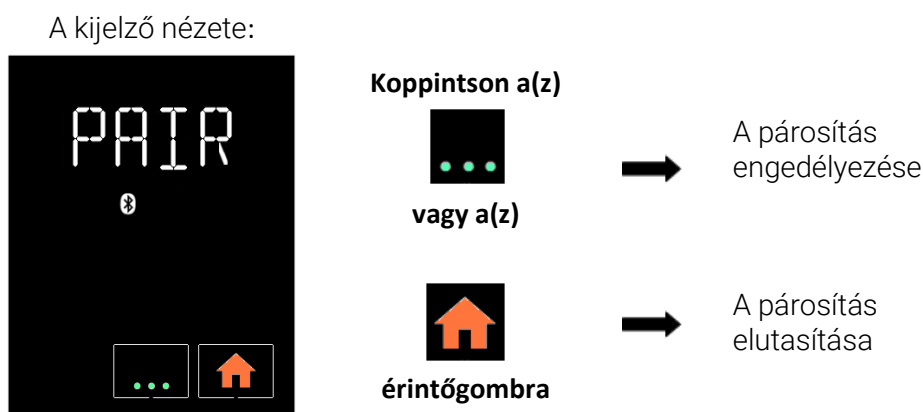 A kijelző nézete:
PAIR
Koppintson a(z)
vagy a(z)
érintőgombra
A párosítás
engedélyezése
A párosítás
elutasítása